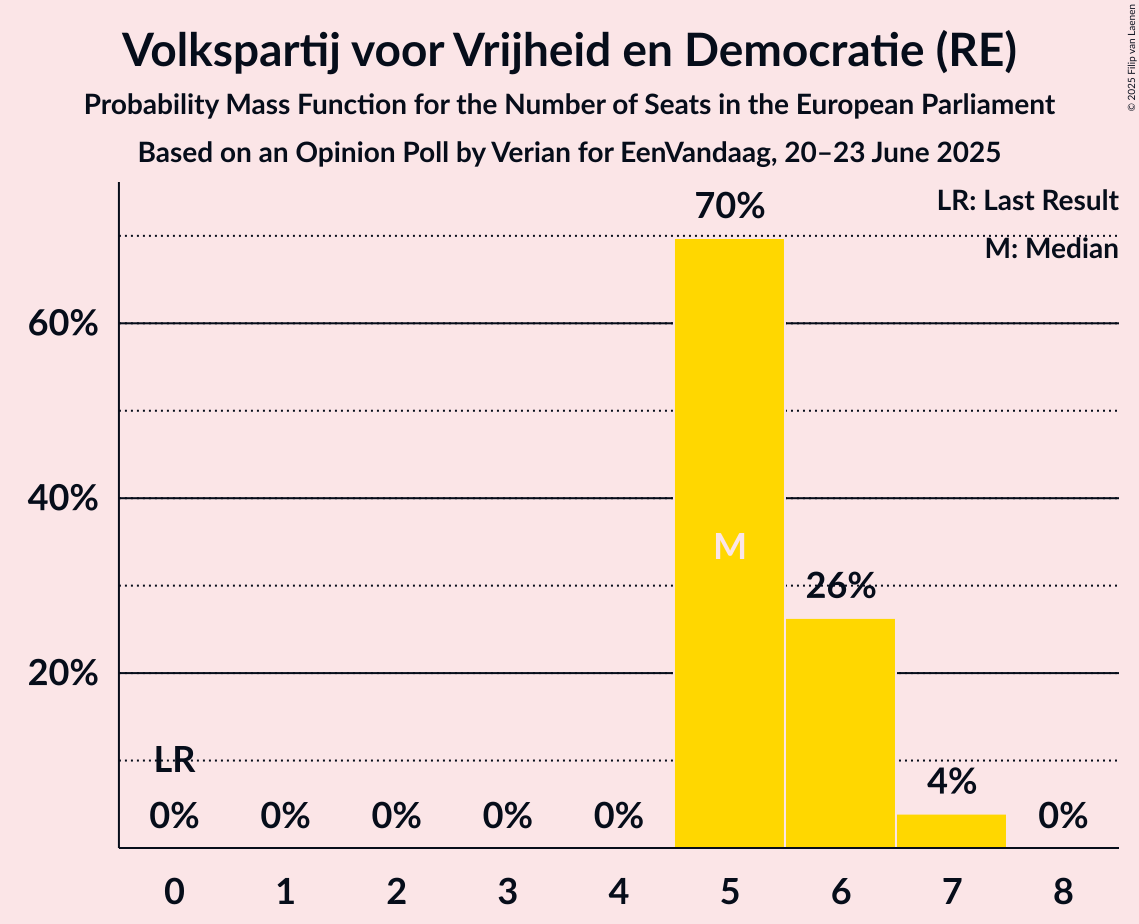 Volkspartij voor Vrijheid en Democratie (RE)
Probability Mass Function for the Number of Seats in the European Parliament
Based on an Opinion Poll by Verian for EenVandaag, 20–23 June 2025
© 2025 Filip van Laenen
LR: Last Result
M: Median
70%
60%
40%
M
26%
20%
LR
4%
0% 0% 0% 0% 0% 0%
0 1 2 3 4 5 6 7 8